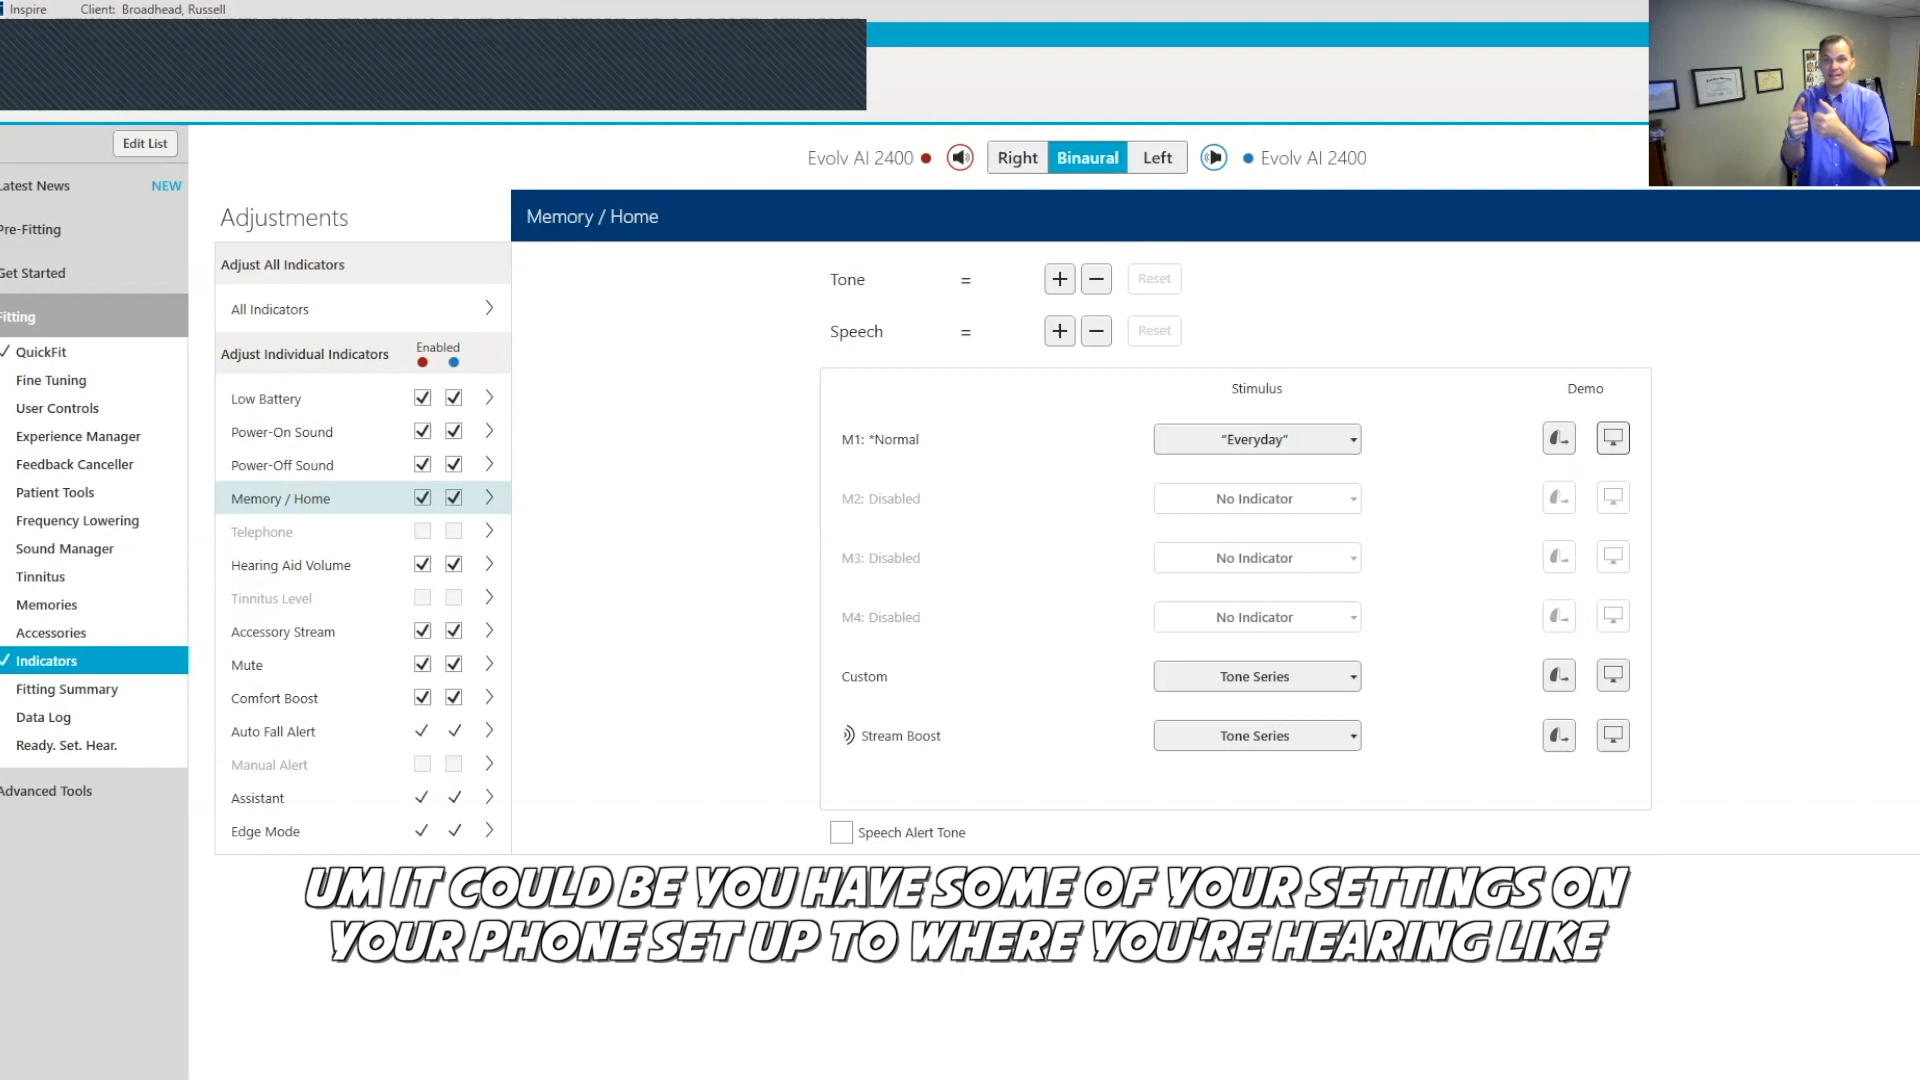 Inspire Client: Broadhead, Russell
Edit List
Latest News NEW
Pre-Fitting
Get Started
Fitting
QuickFit
Fine Tuning
User Controls
Experience Manager
Feedback Canceller
Patient Tools
Frequency Lowering
Sound Manager
Tinnitus
Memories
Accessories
Indicators
Fitting Summary
Data Log
Ready. Set. Hear.
Advanced Tools
Evolv AI 2400 Right Binaural Left Evolv AI 2400
Adjustments
Adjust All Indicators
All Indicators
Adjust Individual Indicators Enabled
Low Battery
Power-On Sound
Power-Off Sound
Memory / Home
Telephone
Hearing Aid Volume
Tinnitus Level
Accessory Stream
Mute
Comfort Boost
Auto Fall Alert
Manual Alert
Assistant
Edge Mode
Memory / Home
Tone = + − Reset
Speech = + − Reset
Stimulus Demo
M1: *Normal "Everyday"
M2: Disabled No Indicator
M3: Disabled No Indicator
M4: Disabled No Indicator
Custom Tone Series
Stream Boost Tone Series
Speech Alert Tone
UM IT COULD BE YOU HAVE SOME OF YOUR SETTINGS ON
YOUR PHONE SET UP TO WHERE YOU'RE HEARING LIKE